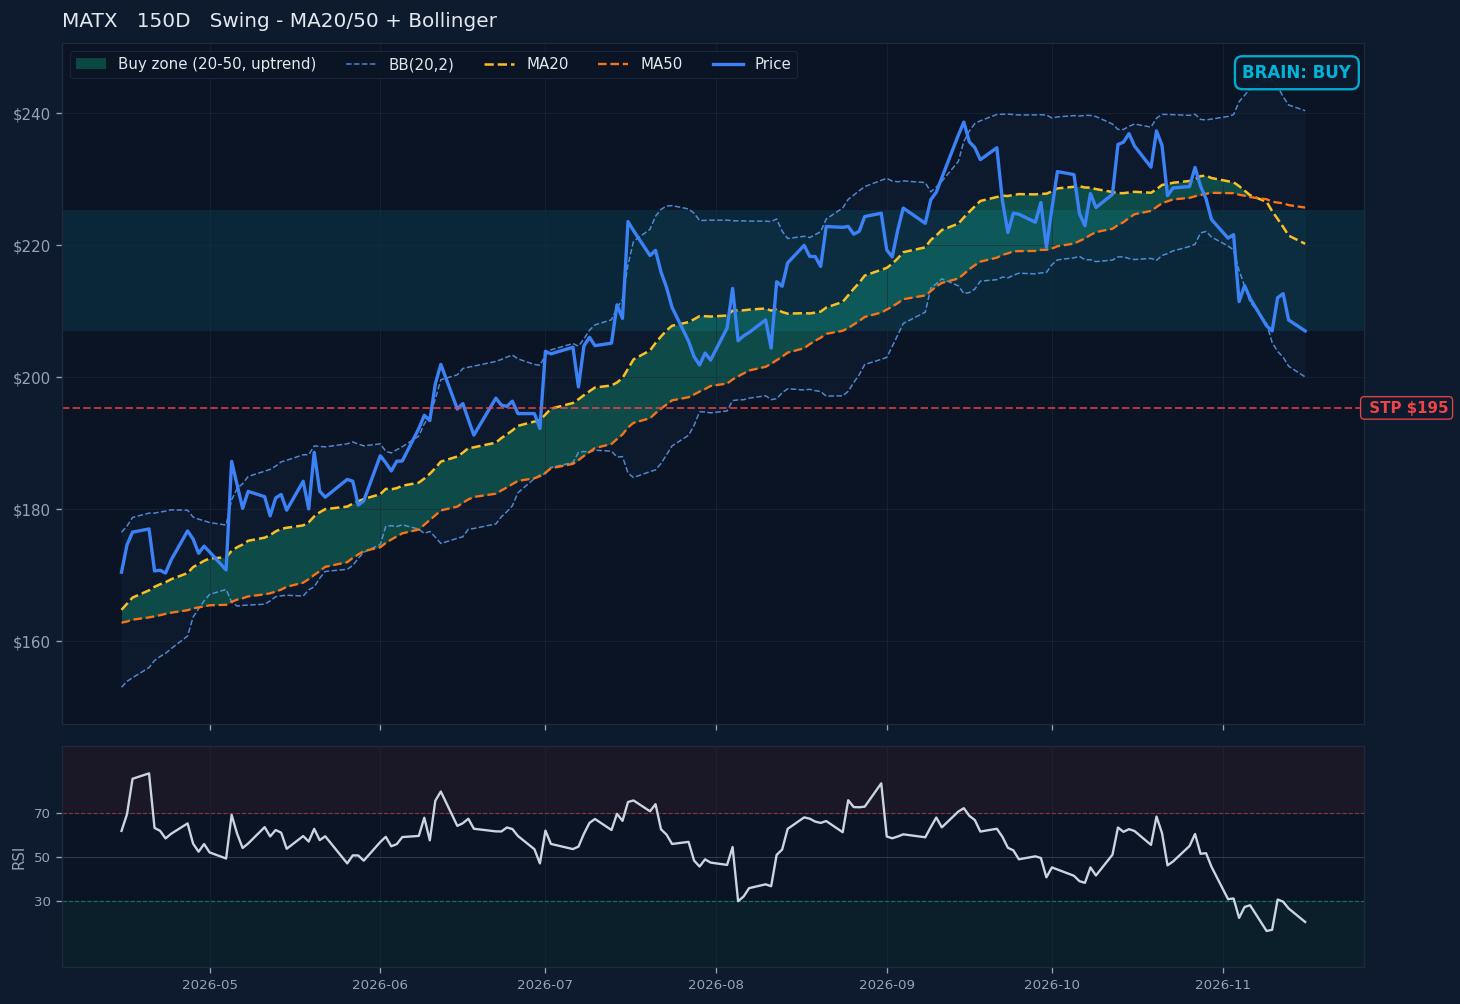 MATX   150D   Swing - MA20/50 + Bollinger
Buy zone (20-50, uptrend)   BB(20,2)   MA20   MA50   Price
BRAIN: BUY
$240
$220
$200
STP $195
$180
$160
70
50
30
RSI
2026-05   2026-06   2026-07   2026-08   2026-09   2026-10   2026-11